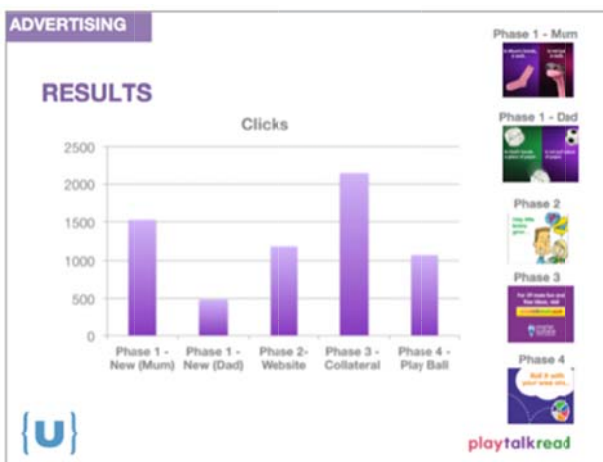 ADVERTISING
RESULTS
Clicks
2500
2000
1500
1000
500
0
Phase 1 - New (Mum)
Phase 1 - New (Dad)
Phase 2- Website
Phase 3 - Collateral
Phase 4 - Play Ball
{U}
Phase 1 - Mum
Phase 1 - Dad
Phase 2
Phase 3
Phase 4
playtalkread